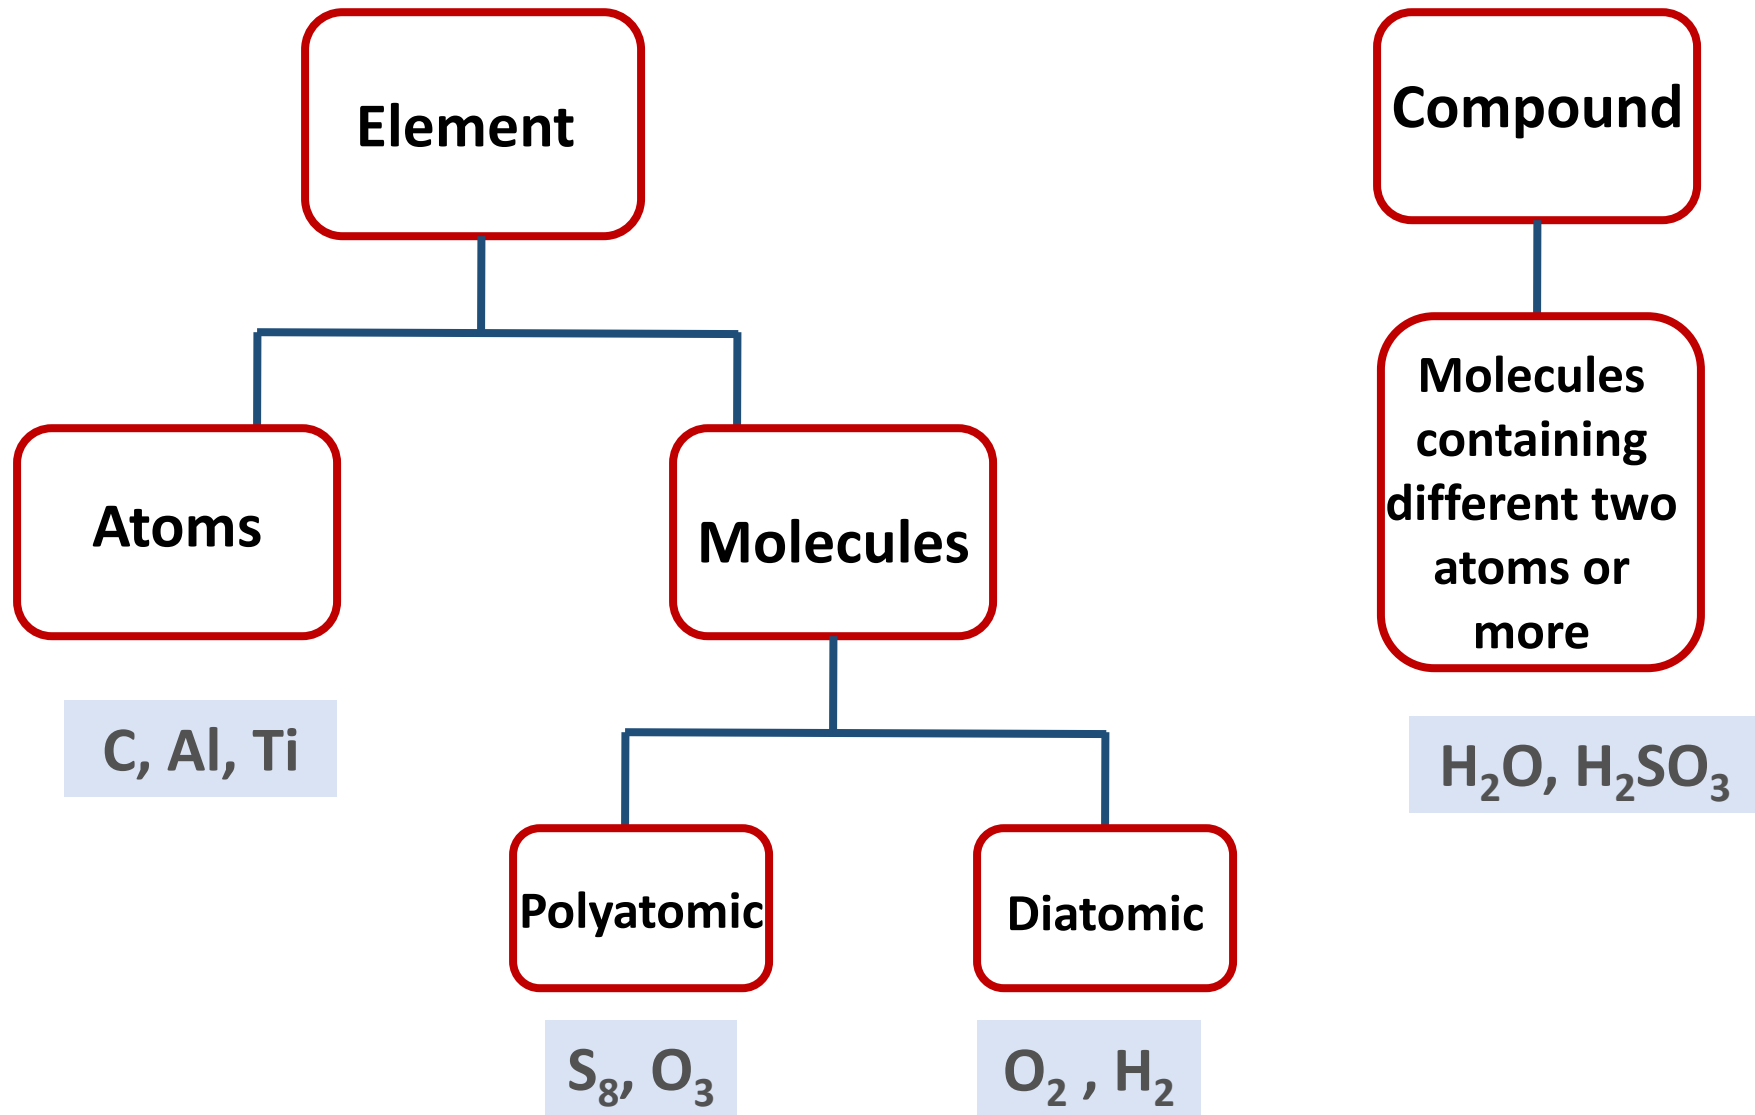 Element
Compound
Atoms
Molecules
Molecules
containing
different two
atoms or
more
C, Al, Ti
H₂O, H₂SO₃
Polyatomic
Diatomic
S₈, O₃
O₂ , H₂